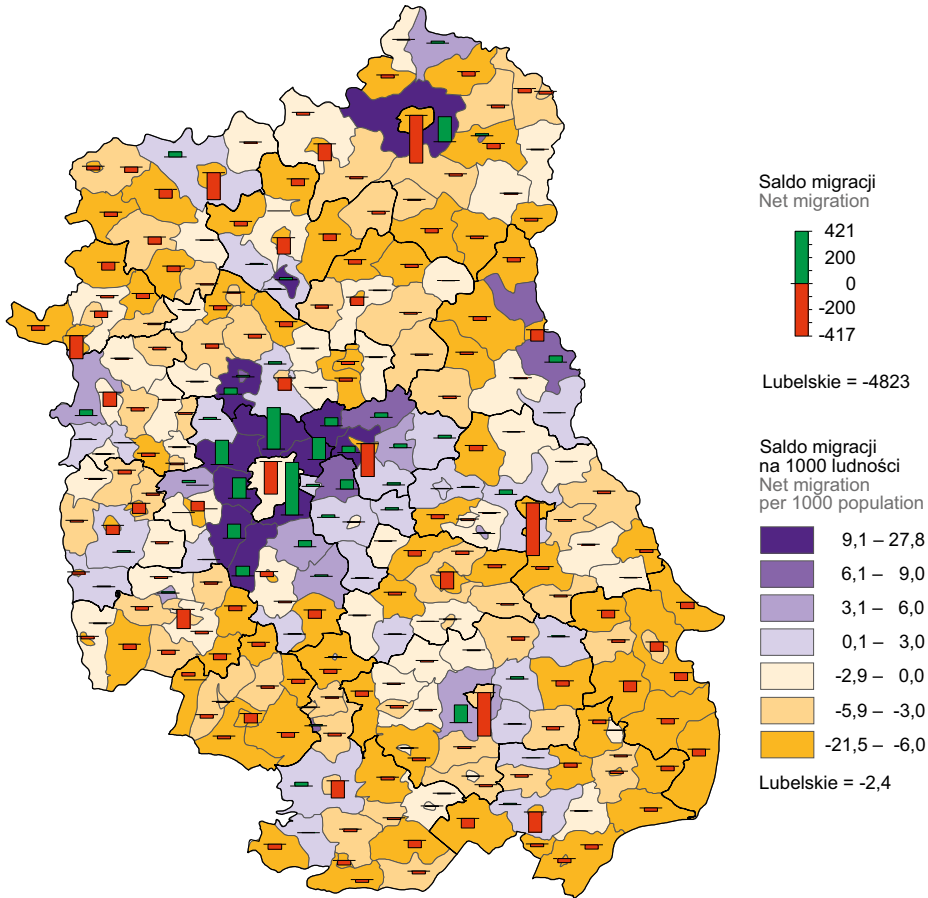 Saldo migracji
Net migration
421
200
0
-200
-417
Lubelskie = -4823
Saldo migracji
na 1000 ludności
Net migration
per 1000 population
9,1 – 27,8
6,1 – 9,0
3,1 – 6,0
0,1 – 3,0
-2,9 – 0,0
-5,9 – -3,0
-21,5 – -6,0
Lubelskie = -2,4